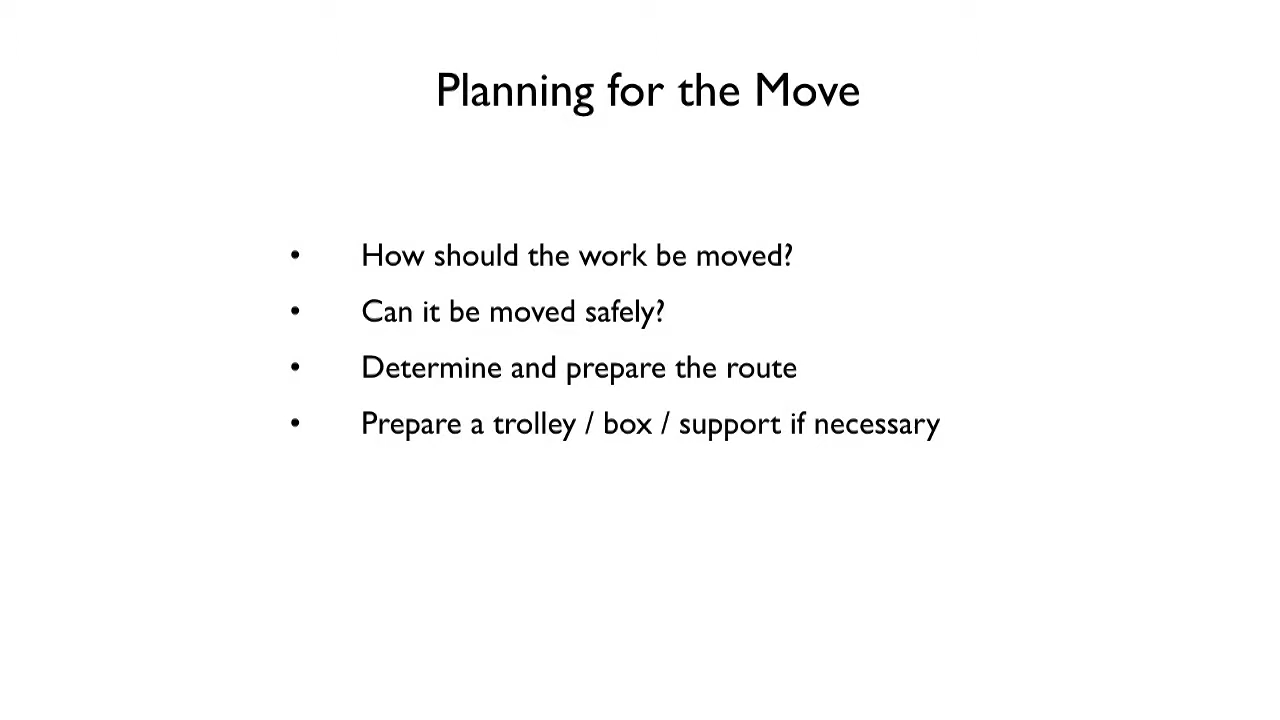 Planning for the Move
• How should the work be moved?
• Can it be moved safely?
• Determine and prepare the route
• Prepare a trolley / box / support if necessary